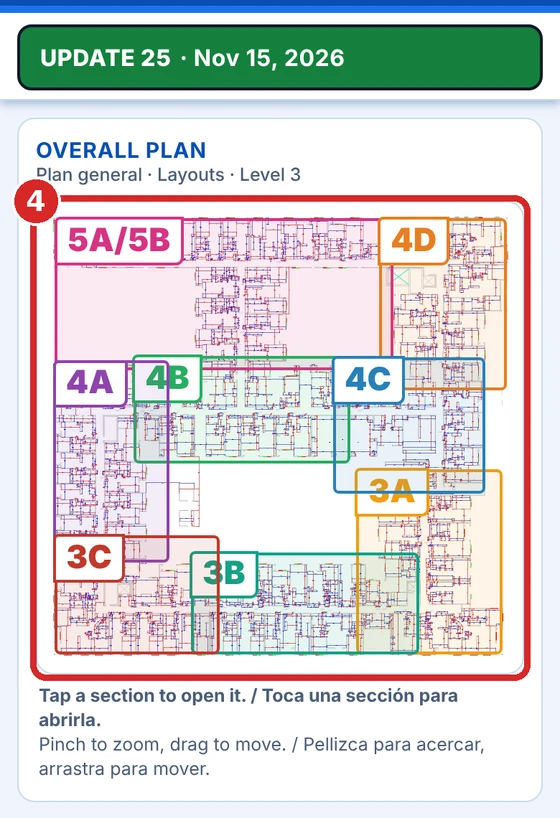 UPDATE 25 · Nov 15, 2026
OVERALL PLAN
Plan general · Layouts · Level 3
4
5A/5B
4D
4A
4B
4C
3A
3C
3B
Tap a section to open it. / Toca una sección para
abrirla.
Pinch to zoom, drag to move. / Pellizca para acercar,
arrastra para mover.